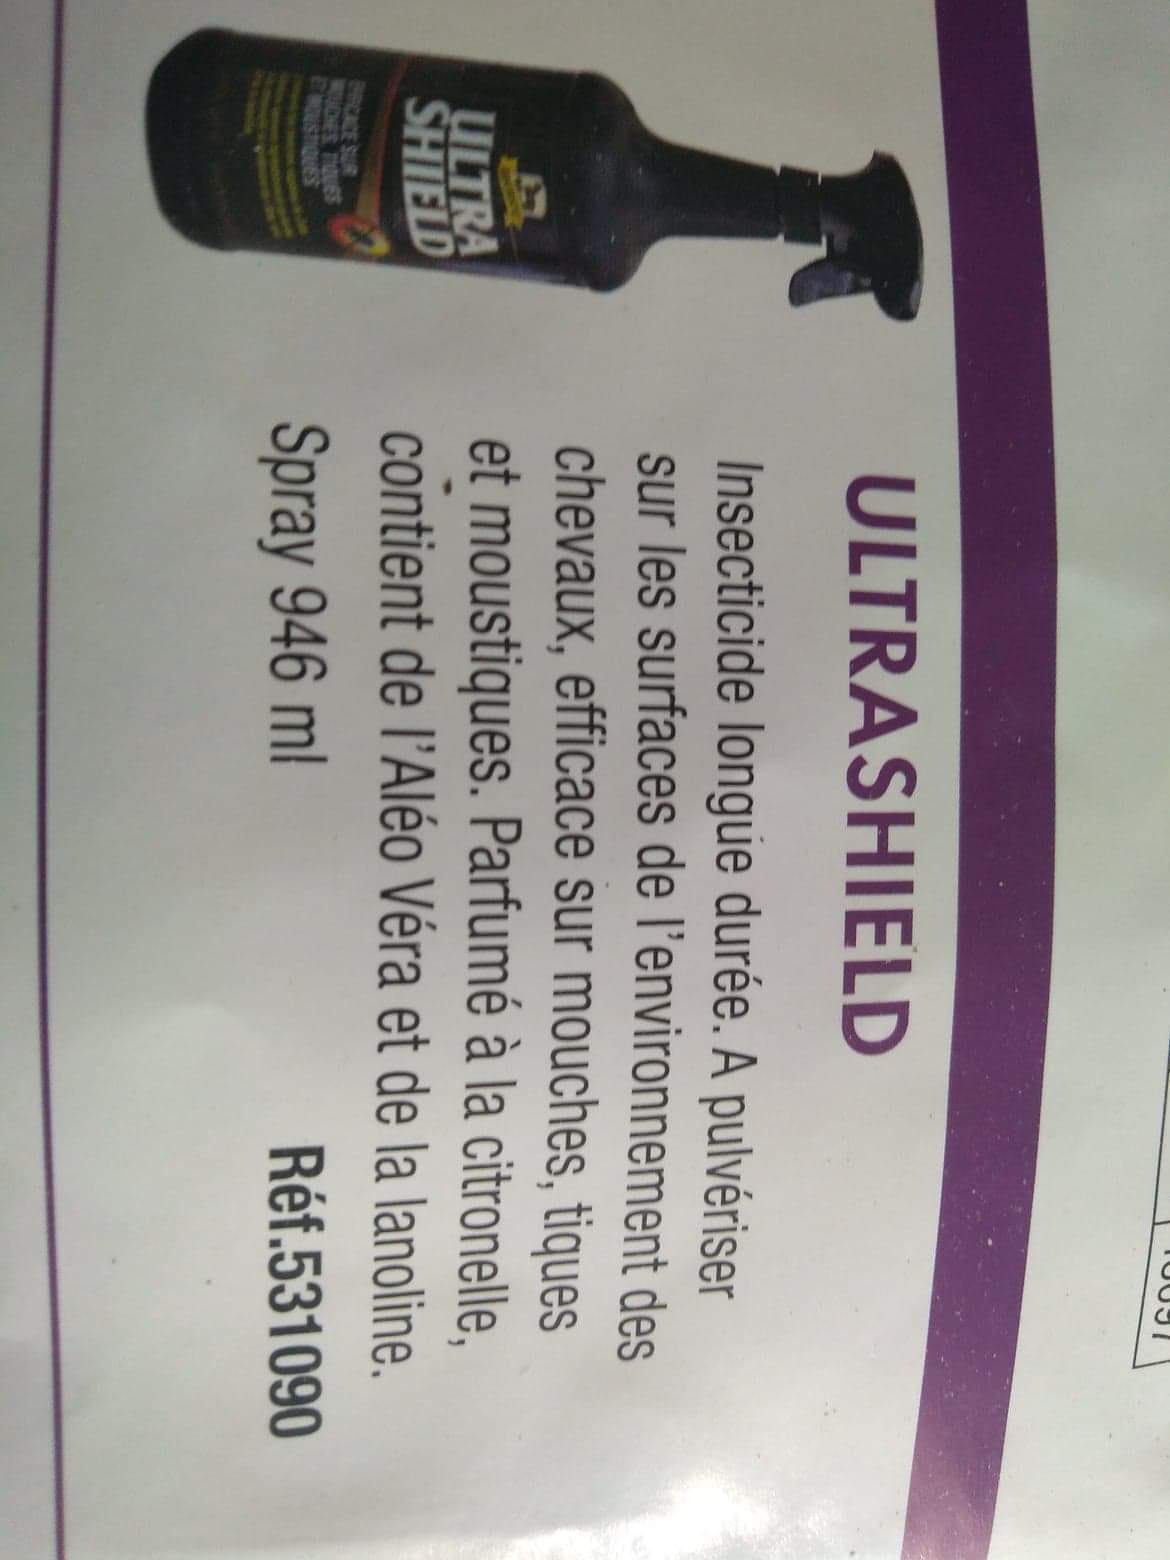 ULTRASHIELD
Insecticide longue durée. A pulvériser
sur les surfaces de l'environnement des
chevaux, efficace sur mouches, tiques
et moustiques. Parfumé à la citronelle,
contient de l'Aléo Véra et de la lanoline.
Spray 946 ml Réf.531090
ULTRA
SHIELD
EFFICACE SUR
MOUCHES, TIQUES
ET MOUSTIQUES